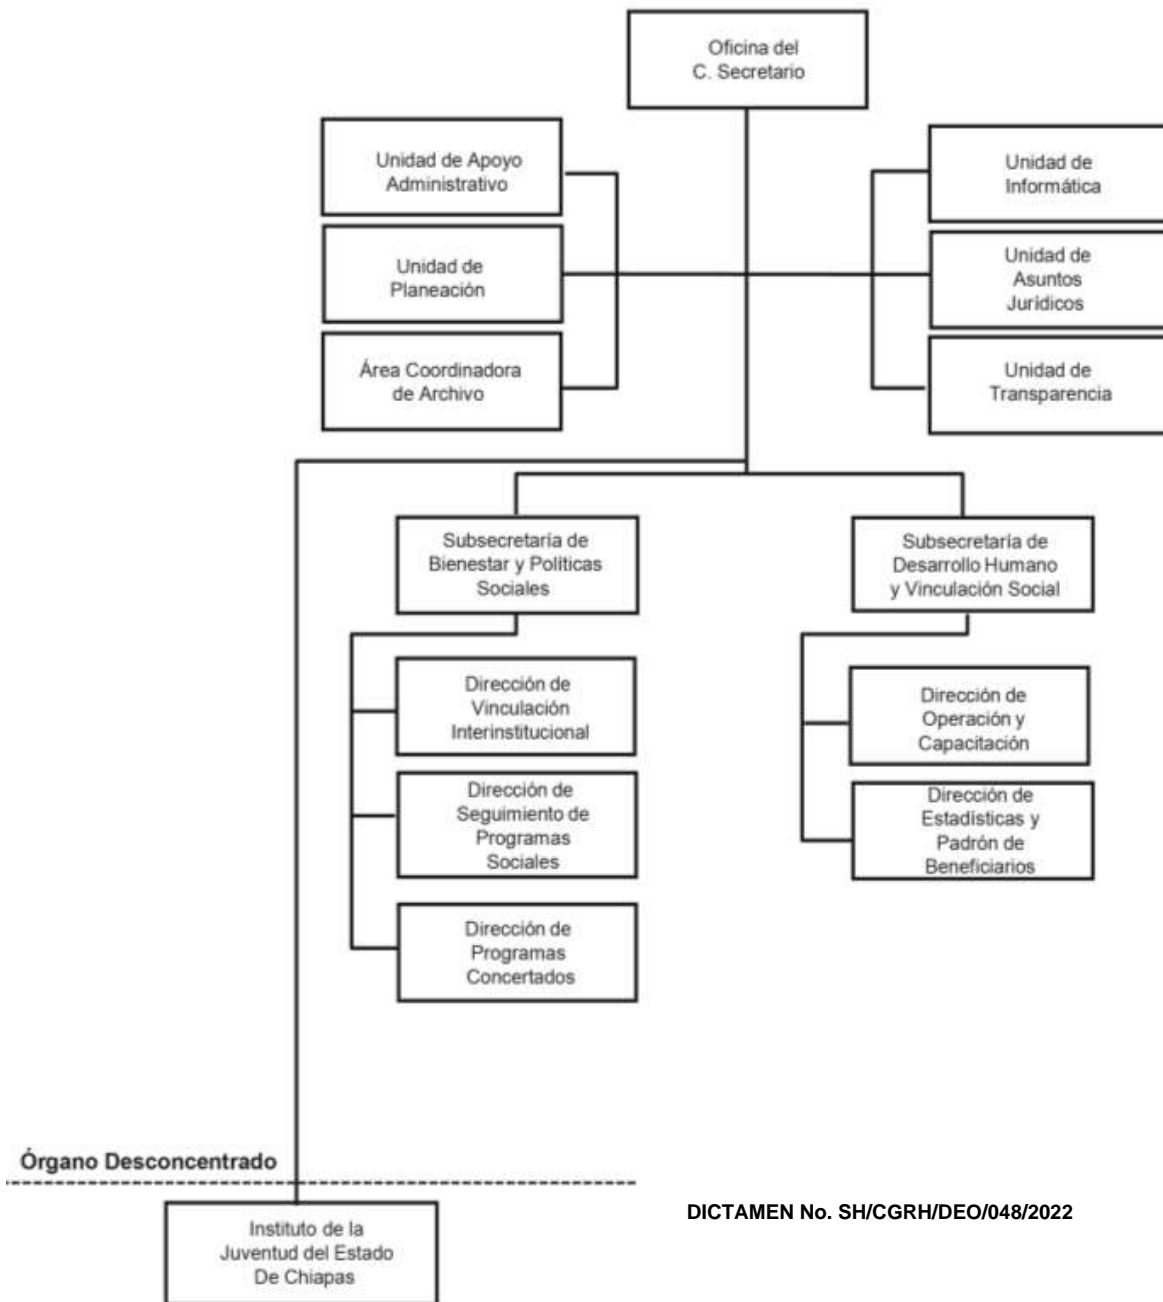 Oficina del
C. Secretario
Unidad de Apoyo
Administrativo
Unidad de
Planeación
Área Coordinadora
de Archivo
Unidad de
Informática
Unidad de
Asuntos
Jurídicos
Unidad de
Transparencia
Subsecretaría de
Bienestar y Políticas
Sociales
Dirección de
Vinculación
Interinstitucional
Dirección de
Seguimiento de
Programas
Sociales
Dirección de
Programas
Concertados
Subsecretaría de
Desarrollo Humano
y Vinculación Social
Dirección de
Operación y
Capacitación
Dirección de
Estadísticas y
Padrón de
Beneficiarios
Órgano Desconcentrado
Instituto de la
Juventud del Estado
De Chiapas
DICTAMEN No. SH/CGRH/DEO/048/2022